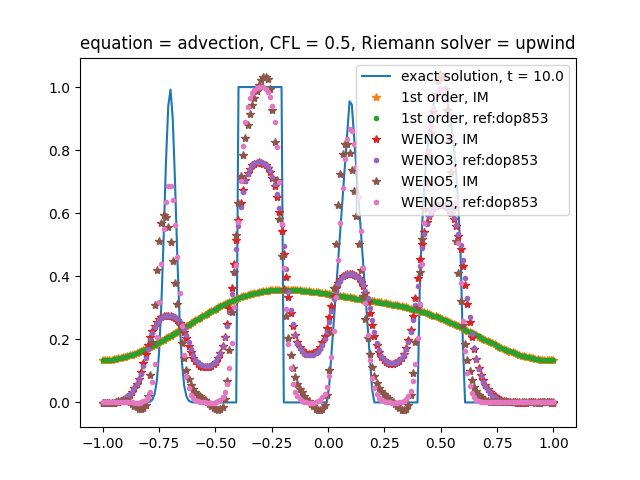 equation = advection, CFL = 0.5, Riemann solver = upwind
exact solution, t = 10.0
1st order, IM
1st order, ref:dop853
WENO3, IM
WENO3, ref:dop853
WENO5, IM
WENO5, ref:dop853
1.0
0.8
0.6
0.4
0.2
0.0
−1.00 −0.75 −0.50 −0.25 0.00 0.25 0.50 0.75 1.00